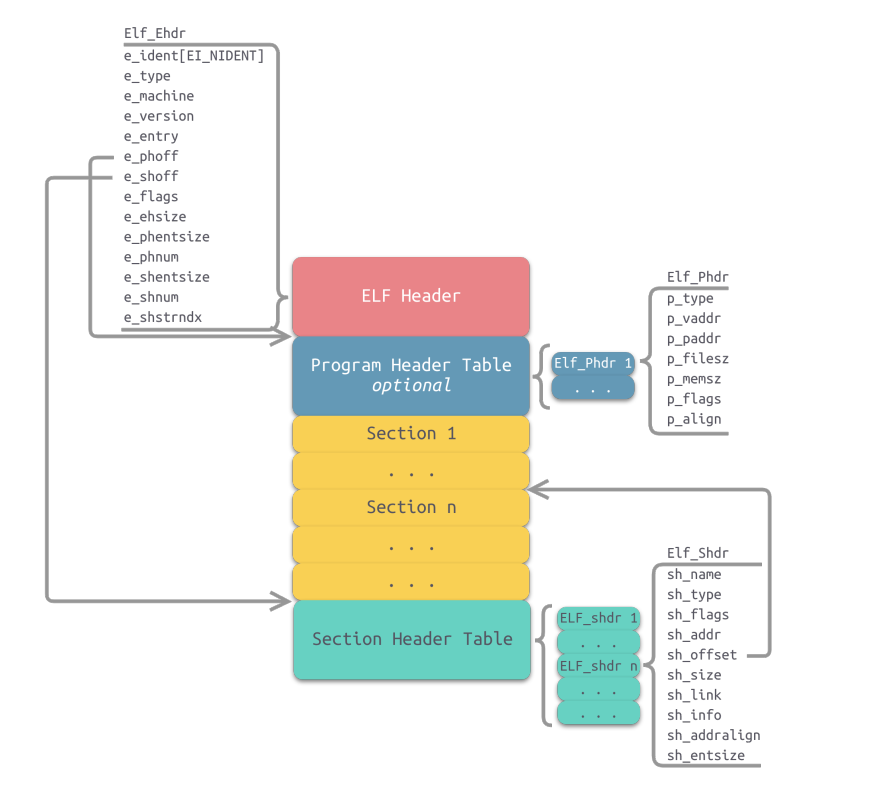 Elf_Ehdr
e_ident[EI_NIDENT]
e_type
e_machine
e_version
e_entry
e_phoff
e_shoff
e_flags
e_ehsize
e_phentsize
e_phnum
e_shentsize
e_shnum
e_shstrndx
ELF Header
Program Header Table
optional
Section 1
. . .
Section n
. . .
. . .
Section Header Table
Elf_Phdr 1
. . .
Elf_Phdr
p_type
p_vaddr
p_paddr
p_filesz
p_memsz
p_flags
p_align
ELF_shdr 1
. . .
ELF_shdr n
. . .
. . .
Elf_Shdr
sh_name
sh_type
sh_flags
sh_addr
sh_offset
sh_size
sh_link
sh_info
sh_addralign
sh_entsize